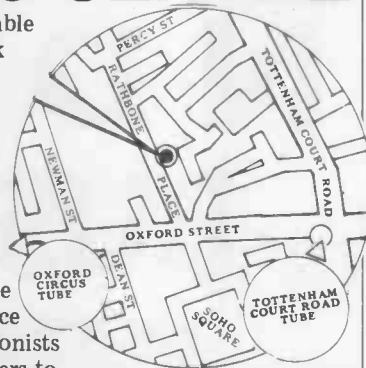 able
k
PERCY ST
RATHBONE
PLACE
TOTTENHAM COURT ROAD
NEWMAN ST
OXFORD STREET
OXFORD
CIRCUS
TUBE
DEAN ST
SOHO
SQUARE
TOTTENHAM
COURT ROAD
TUBE
e
ce
onists
ers to